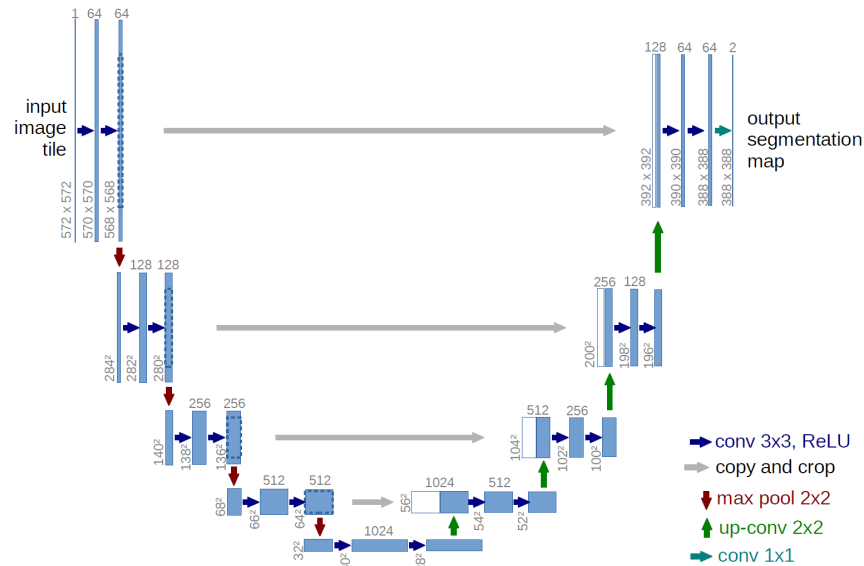 1 64 64
input
image
tile
572 x 572
570 x 570
568 x 568
128 64 64 2
output
segmentation
map
392 x 392
390 x 390
388 x 388
388 x 388
128 128
284²
282²
280²
256 128
200²
198²
196²
256 256
140²
138²
136²
512 256
104²
102²
100²
512 512
68²
66²
64²
1024 512
56²
54²
52²
1024
32²
0²
8²
conv 3x3, ReLU
copy and crop
max pool 2x2
up-conv 2x2
conv 1x1